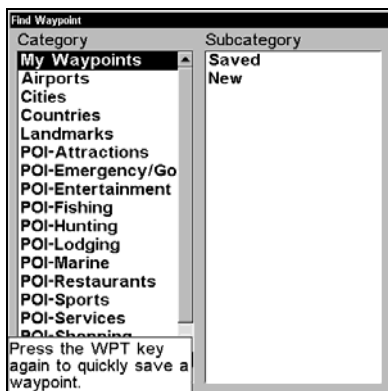 Find Waypoint
Category
Subcategory
My Waypoints
Airports
Cities
Countries
Landmarks
POI-Attractions
POI-Emergency/Go
POI-Entertainment
POI-Fishing
POI-Hunting
POI-Lodging
POI-Marine
POI-Restaurants
POI-Sports
POI-Services
POI-Shopping
Saved
New
Press the WPT key
again to quickly save a
waypoint.